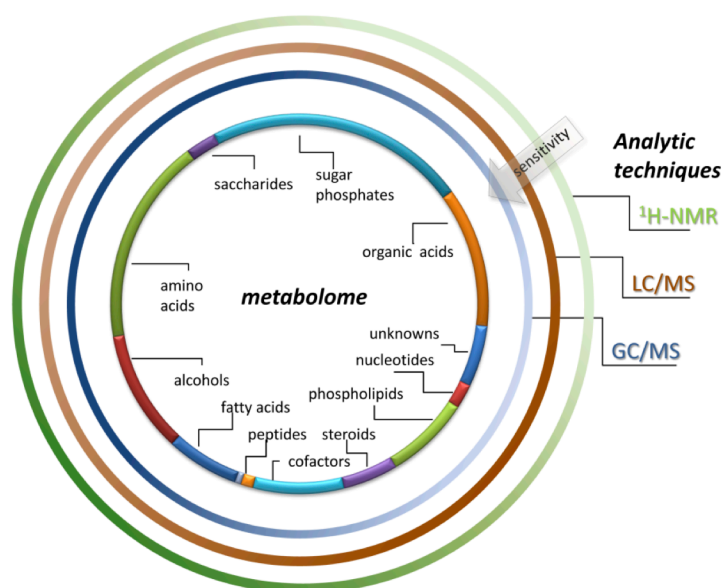 sensitivity
Analytic
techniques
¹H-NMR
LC/MS
GC/MS
saccharides
sugar
phosphates
organic acids
amino
acids
metabolome
unknowns
nucleotides
alcohols
phospholipids
fatty acids
peptides
steroids
cofactors